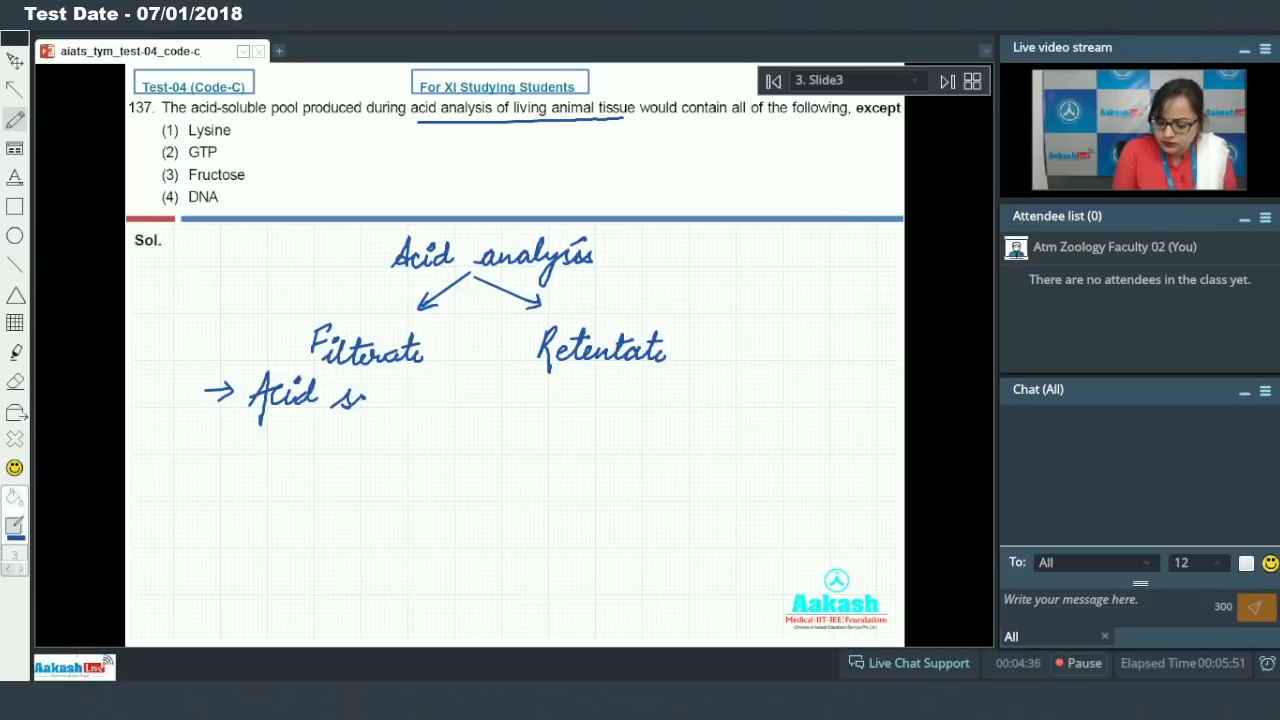 Test Date - 07/01/2018
aiats_tym_test-04_code-c
Live video stream
Test-04 (Code-C)
For XI Studying Students
3. Slide3
137. The acid-soluble pool produced during acid analysis of living animal tissue would contain all of the following, except
(1) Lysine
(2) GTP
(3) Fructose
(4) DNA
Sol.
Acid analysis
Filterate
Retentate
→ Acid s
Attendee list (0)
Atm Zoology Faculty 02 (You)
There are no attendees in the class yet.
Chat (All)
To: All 12
Write your message here. 300
All
3
Aakash
Medical | IIT-JEE | Foundations
Aakash Live
Live Chat Support
00:04:36
Pause
Elapsed Time 00:05:51